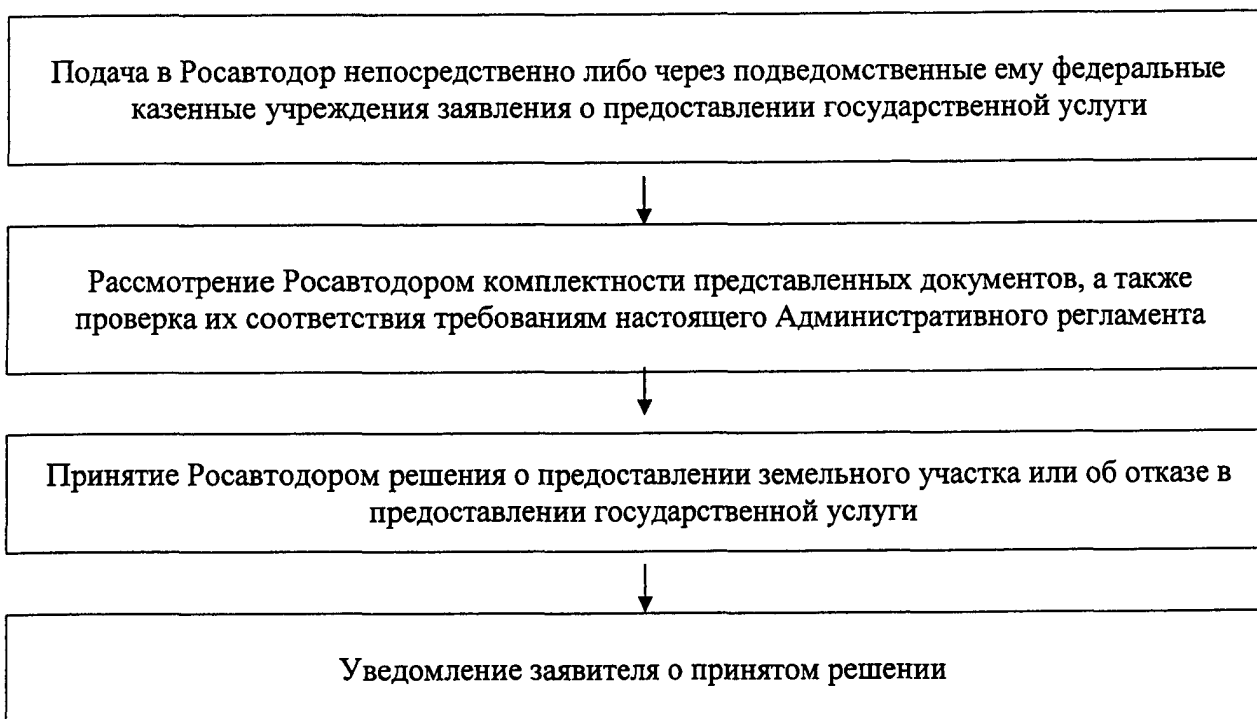 Подача в Росавтодор непосредственно либо через подведомственные ему федеральные
казенные учреждения заявления о предоставлении государственной услуги
Рассмотрение Росавтодором комплектности представленных документов, а также
проверка их соответствия требованиям настоящего Административного регламента
Принятие Росавтодором решения о предоставлении земельного участка или об отказе в
предоставлении государственной услуги
Уведомление заявителя о принятом решении